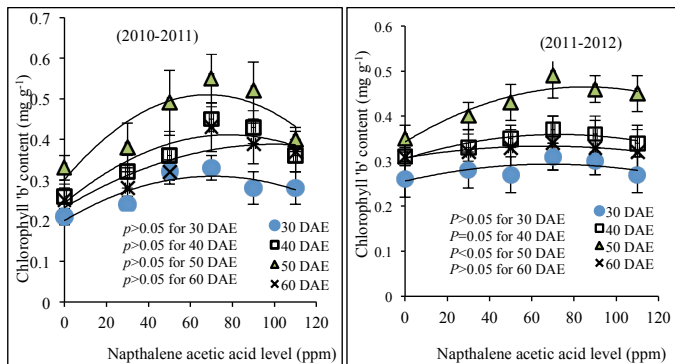 (2010-2011)
Chlorophyll 'b' content (mg g-1)
0.7
0.6
0.5
0.4
0.3
0.2
0.1
0
p>0.05 for 30 DAE
p>0.05 for 40 DAE
p>0.05 for 50 DAE
p>0.05 for 60 DAE
30 DAE
40 DAE
50 DAE
60 DAE
0 20 40 60 80 100 120
Napthalene acetic acid level (ppm)
(2011-2012)
Chlorophyll 'b' content (mg g-1)
0.6
0.5
0.4
0.3
0.2
0.1
0
P>0.05 for 30 DAE
P=0.05 for 40 DAE
P<0.05 for 50 DAE
P>0.05 for 60 DAE
30 DAE
40 DAE
50 DAE
60 DAE
0 20 40 60 80 100 120
Napthalene acetic acid level (ppm)